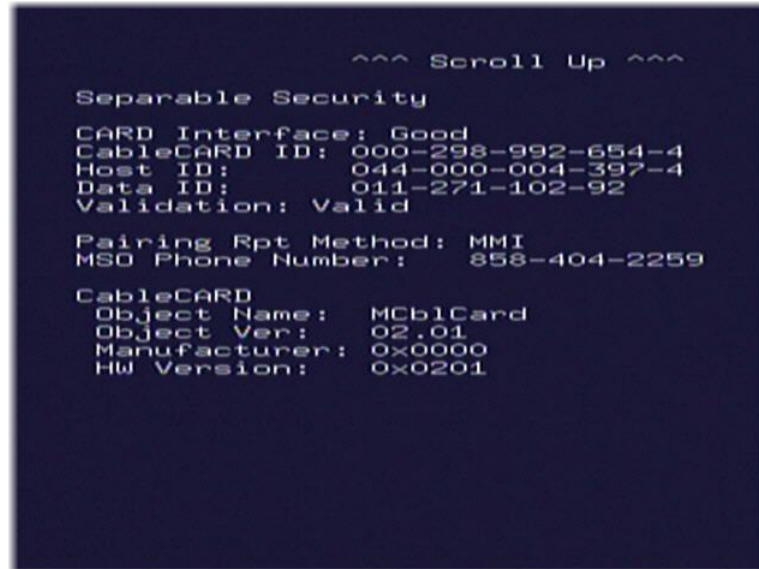 ^^^ Scroll Up ^^^
Separable Security
CARD Interface: Good
CableCARD ID: 000-298-992-654-4
Host ID: 044-000-004-397-4
Data ID: 011-271-102-92
Validation: Valid
Pairing Rpt Method: MMI
MSO Phone Number: 858-404-2259
CableCARD
Object Name: MCblCard
Object Ver: 02.01
Manufacturer: 0x0000
HW Version: 0x0201